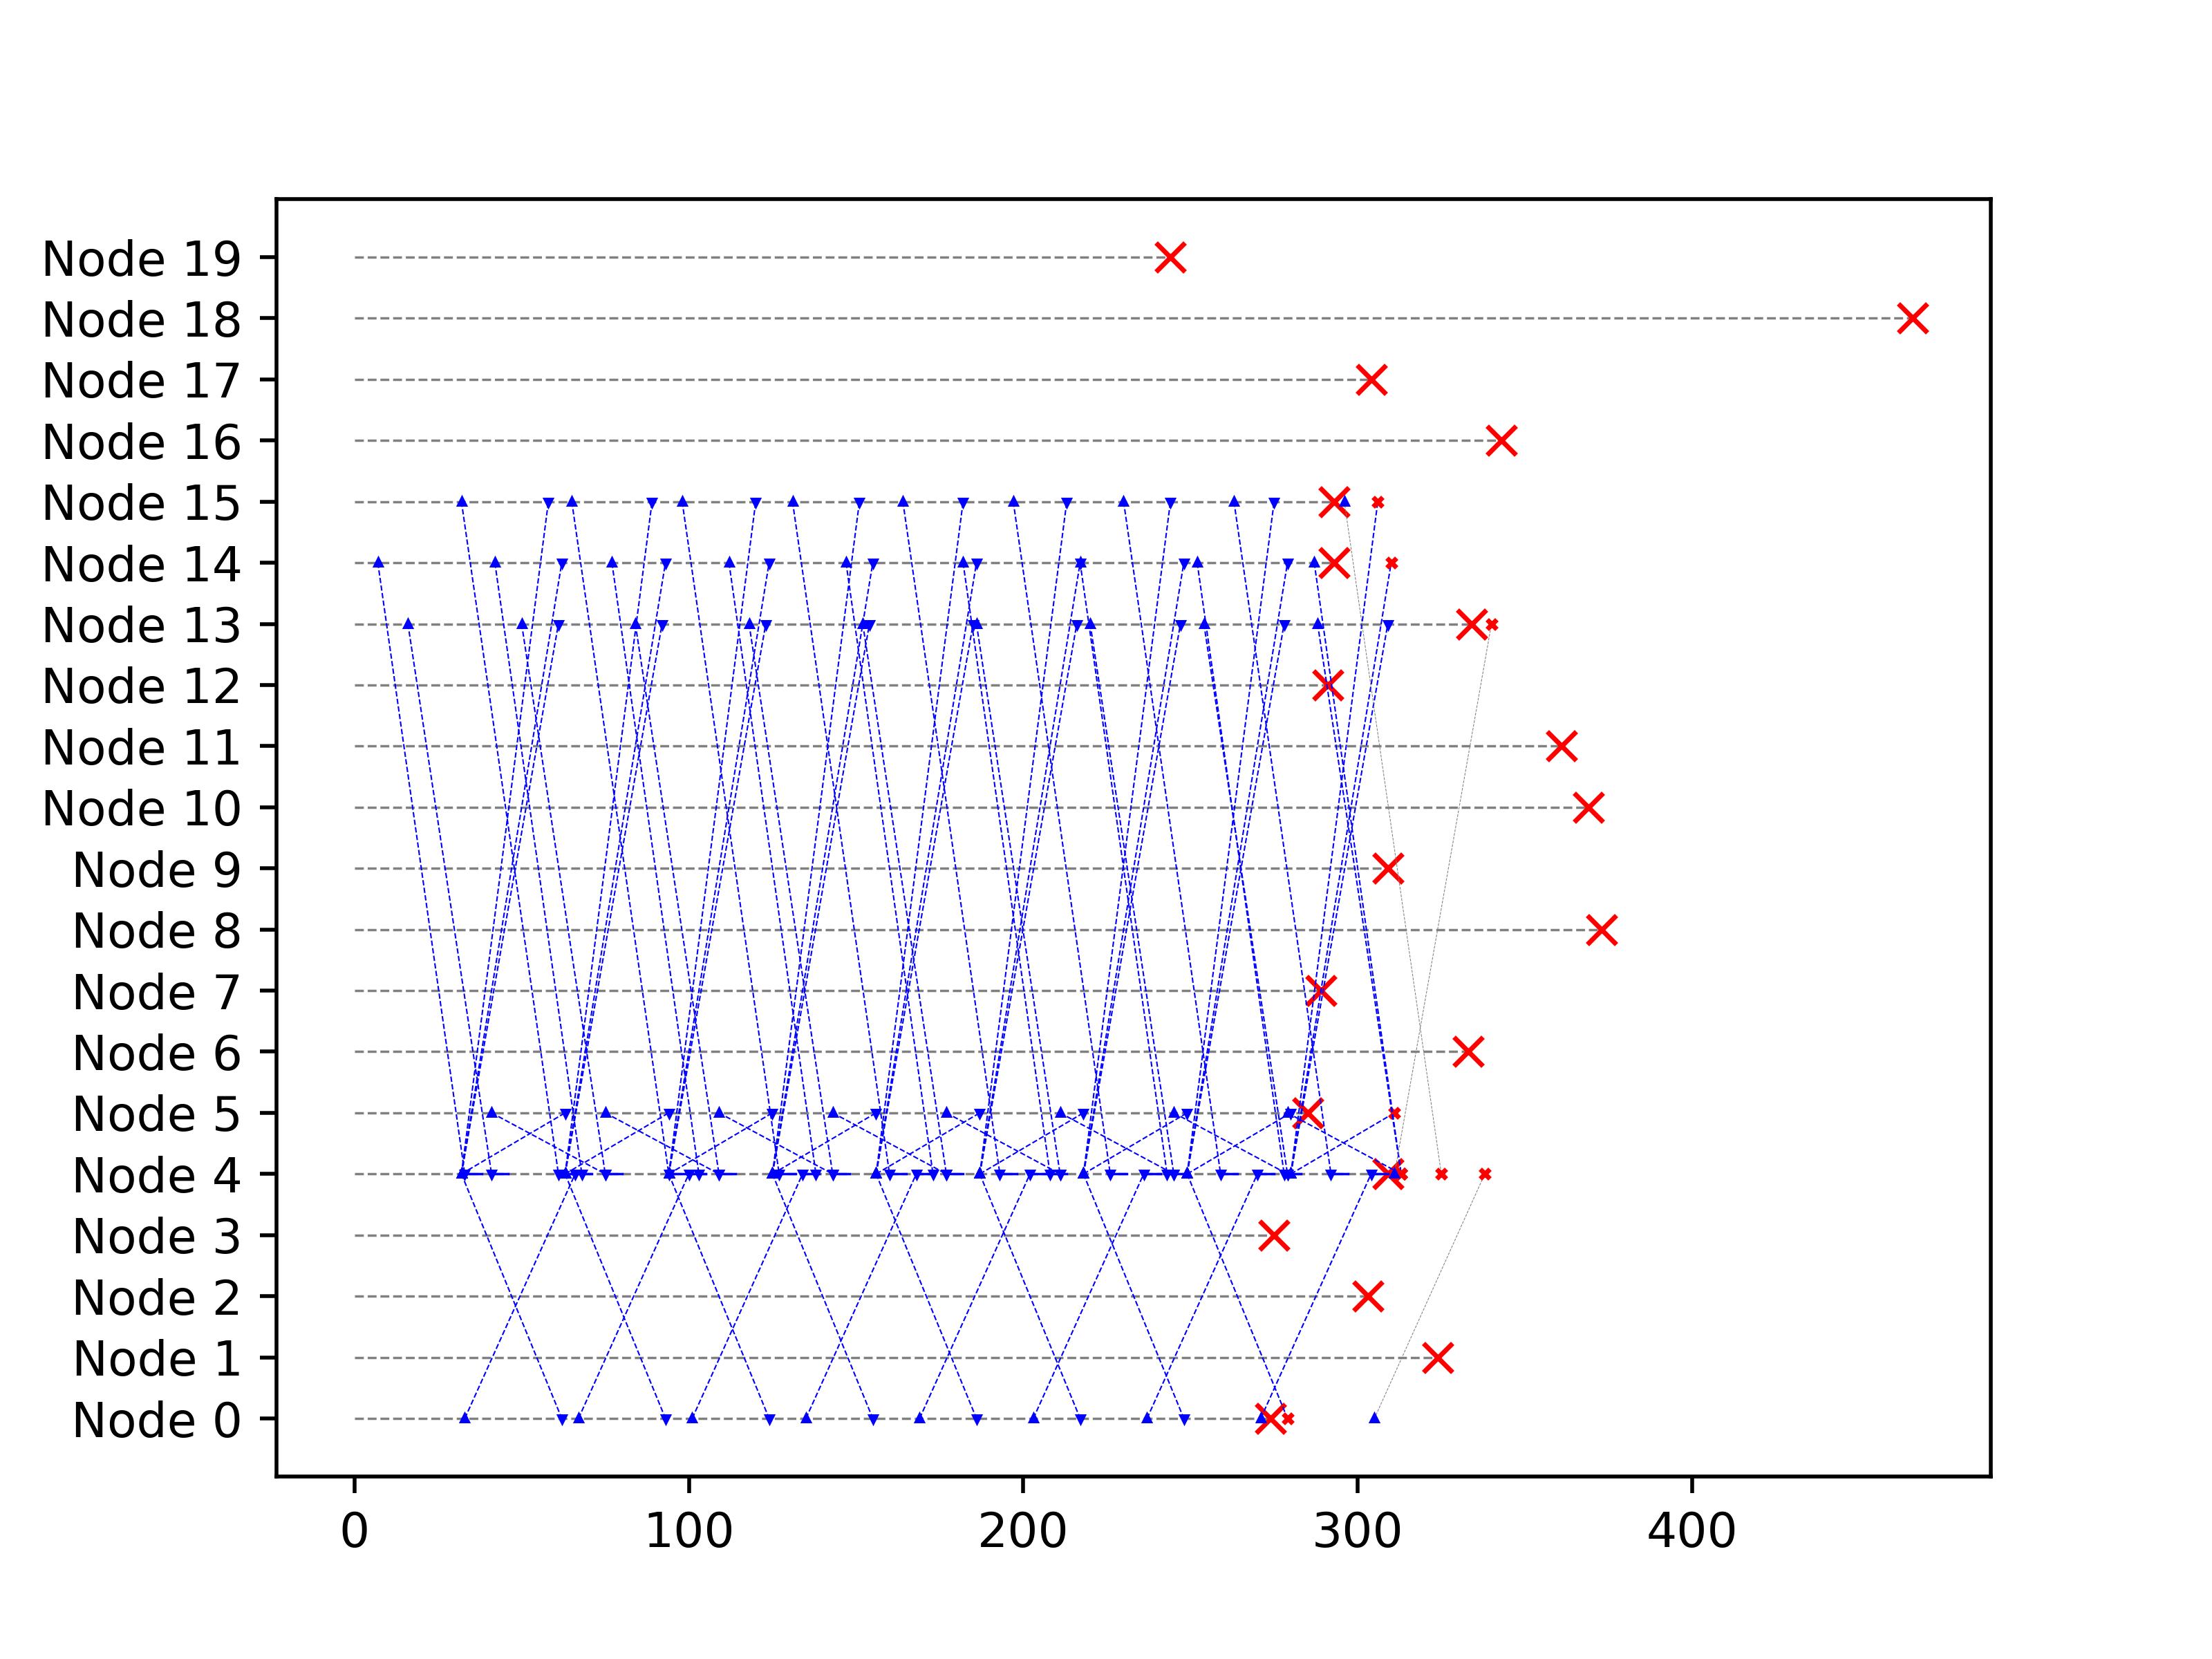 Node 19
Node 18
Node 17
Node 16
Node 15
Node 14
Node 13
Node 12
Node 11
Node 10
Node 9
Node 8
Node 7
Node 6
Node 5
Node 4
Node 3
Node 2
Node 1
Node 0
0 100 200 300 400